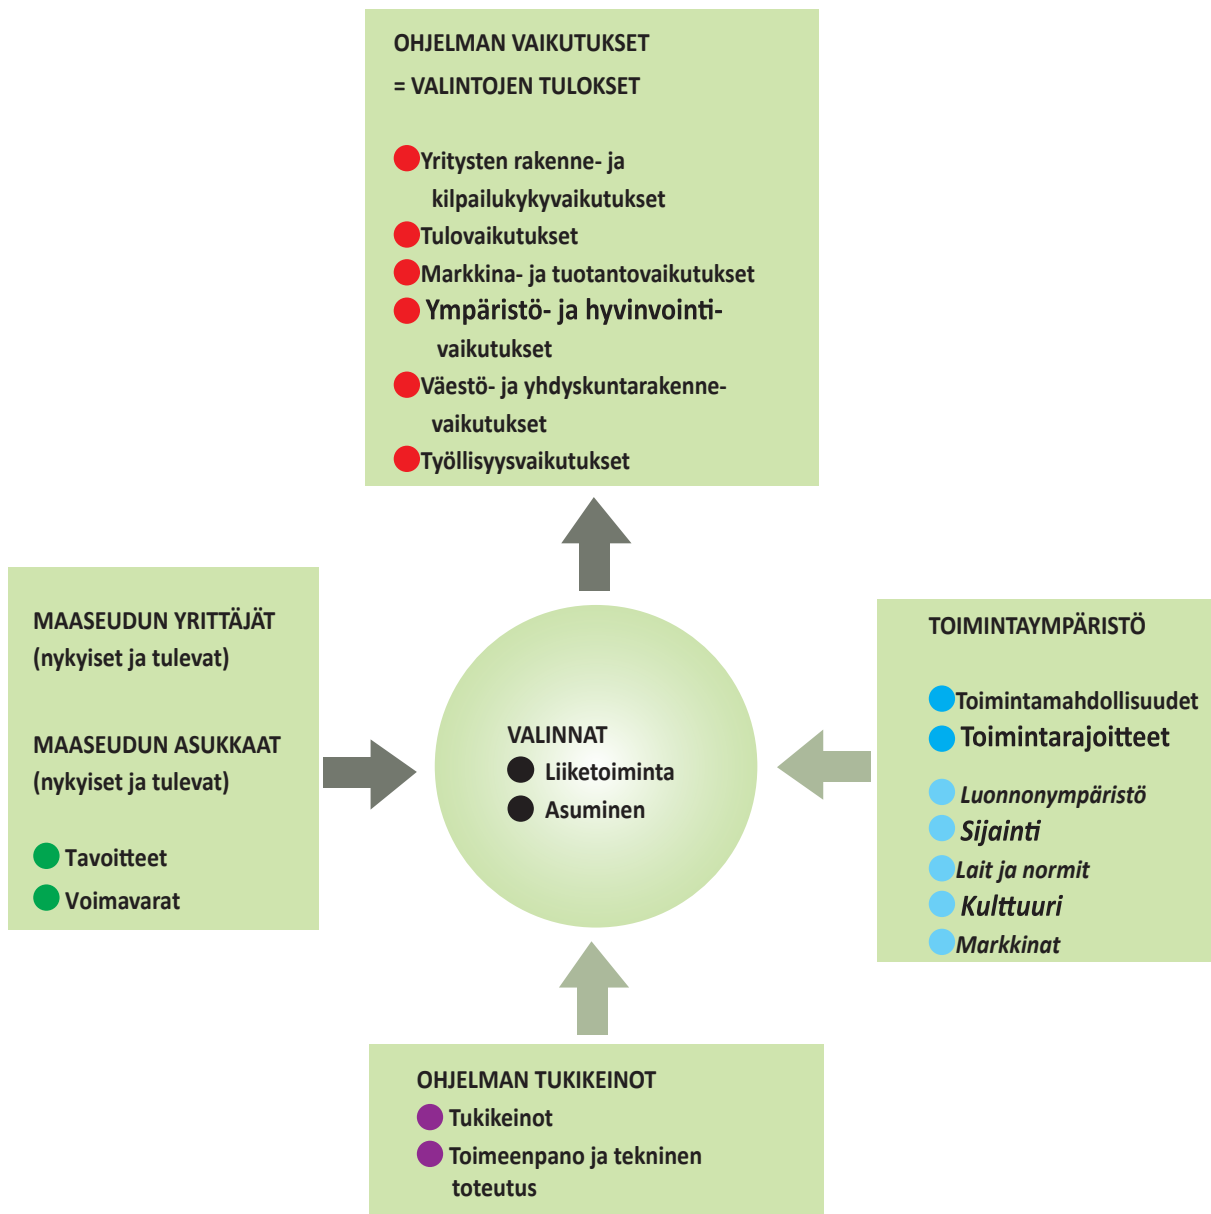 OHJELMAN VAIKUTUKSET
= VALINTOJEN TULOKSET
Yritysten rakenne- ja
kilpailukykyvaikutukset
Tulovaikutukset
Markkina- ja tuotantovaikutukset
Ympäristö- ja hyvinvointi-
vaikutukset
Väestö- ja yhdyskuntarakenne-
vaikutukset
Työllisyysvaikutukset
MAASEUDUN YRITTÄJÄT
(nykyiset ja tulevat)
MAASEUDUN ASUKKAAT
(nykyiset ja tulevat)
Tavoitteet
Voimavarat
VALINNAT
Liiketoiminta
Asuminen
TOIMINTAYMPÄRISTÖ
Toimintamahdollisuudet
Toimintarajoitteet
Luonnonympäristö
Sijainti
Lait ja normit
Kulttuuri
Markkinat
OHJELMAN TUKIKEINOT
Tukikeinot
Toimeenpano ja tekninen
toteutus